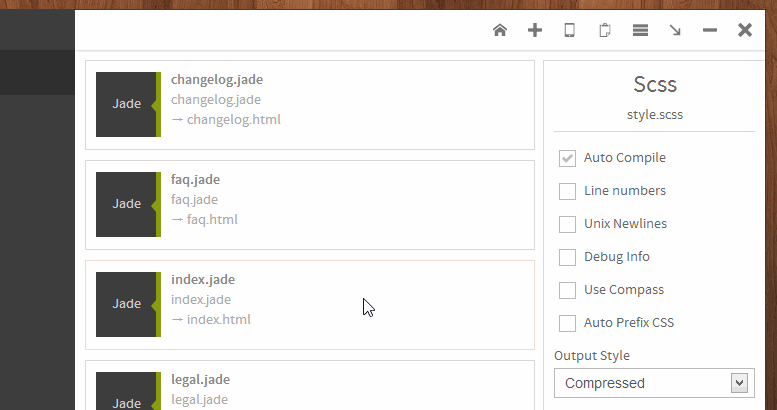 Jade
changelog.jade
changelog.jade
→ changelog.html
Jade
faq.jade
faq.jade
→ faq.html
Jade
index.jade
index.jade
→ index.html
Jade
legal.jade
legal.jade
Scss
style.scss
Auto Compile
Line numbers
Unix Newlines
Debug Info
Use Compass
Auto Prefix CSS
Output Style
Compressed